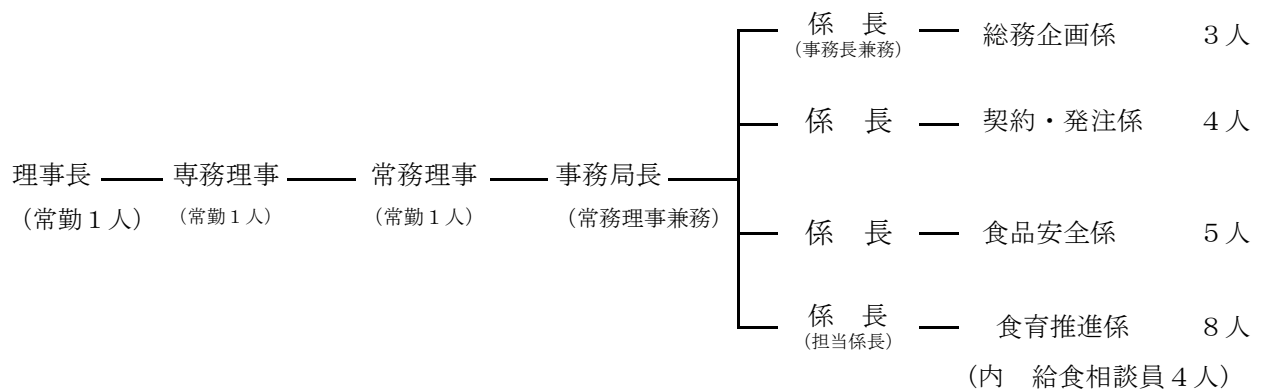 係　長 総務企画係　３人
（事務長兼務）
係　長 契約・発注係　４人
理事長 専務理事 常務理事 事務局長
（常勤１人） （常勤１人） （常勤１人） （常務理事兼務）
係　長 食品安全係　５人
係　長 食育推進係　８人
（担当係長）
（内　給食相談員４人）